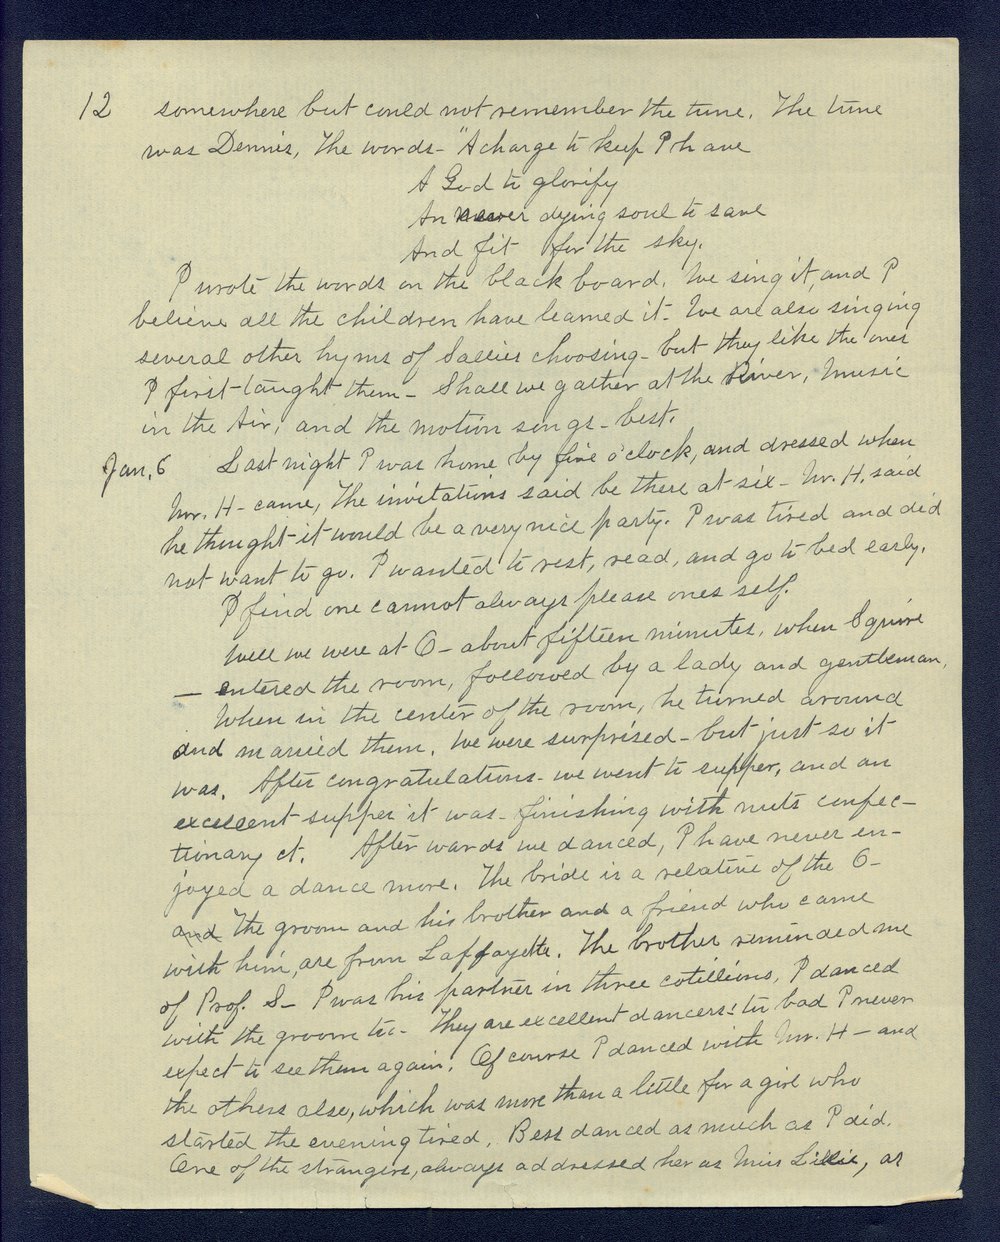 12 somewhere but could not remember the tune. The tune
was Dennis, The words - "A charge to keep I have
A God to glorify
An never dying soul to save
And fit for the sky.
I wrote the words on the black board. We sing it, and I
believe all the children have learned it. We are also singing
several other hyms of Sallies choosing - but they like the ones
I first taught them - Shall we gather at the River, Music
in the Air, and the motion songs - best.
Jan. 6 Last night I was home by five o'clock, and dressed when
Mr. H - came, The invitations said be there at six - Mr. H. said
he thought it would be a very nice party. I was tired and did
not want to go. I wanted to rest, read, and go to bed early.
I find one cannot always please ones self.
Well we were at O - about fifteen minutes, when Squire
- entered the room, followed by a lady and gentleman,
When in the center of the room, he turned around
and married them. We were surprised - but just so it
was. After congratulations - we went to supper, and an
excellent supper it was - finishing with nuts confec-
tionary ct. After wards we danced, I have never en-
joyed a dance more. The bride is a relative of the O -
and The groom and his brother and a friend who came
with him, are from Laffayette. The brother reminded me
of Prof. S - I was his partner in three cotillions, I danced
with the groom to - They are excellent dancers! to bad I never
expect to see them again. Of course I danced with Mr. H - and
the others also, which was more than a little for a girl who
started the evening tired. Bess danced as much as I did.
One of the strangers, always addressed her as Miss Lillie, as